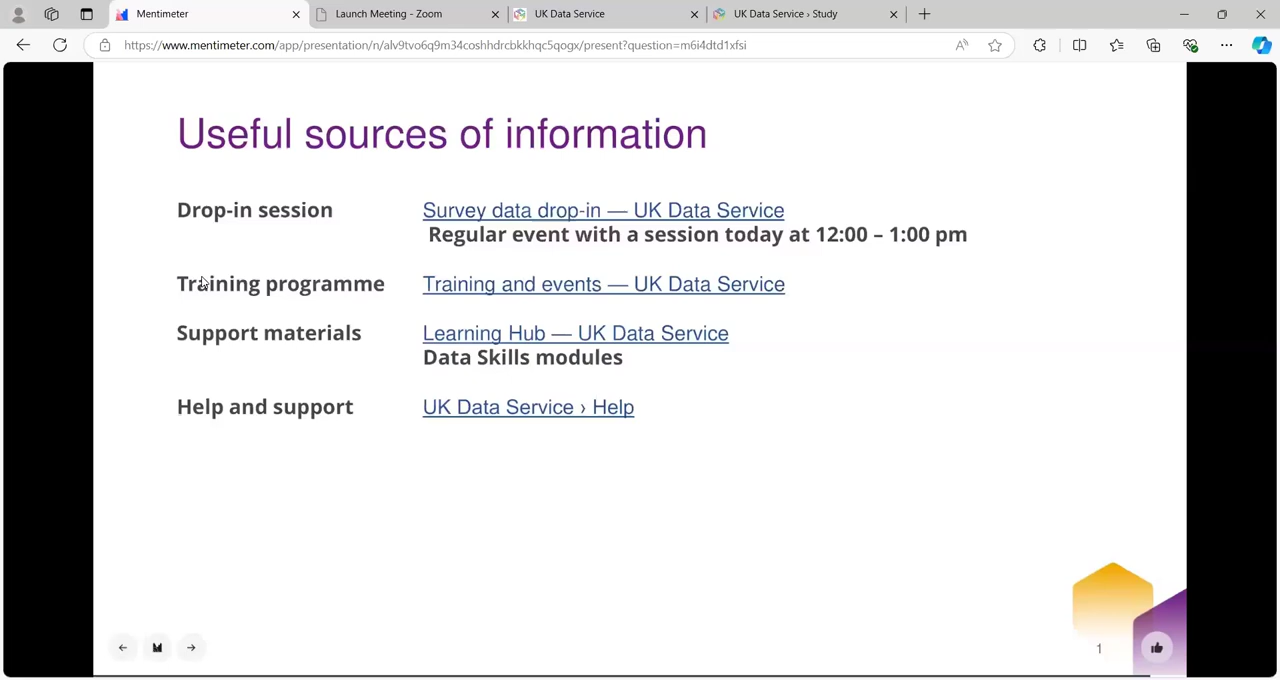 Mentimeter
Launch Meeting - Zoom
UK Data Service
UK Data Service › Study
https://www.mentimeter.com/app/presentation/n/alv9tvo6q9m34coshhdrcbkkhqc5qogx/present?question=m6i4dtd1xfsi
Useful sources of information
Drop-in session Survey data drop-in — UK Data Service
Regular event with a session today at 12:00 – 1:00 pm
Training programme Training and events — UK Data Service
Support materials Learning Hub — UK Data Service
Data Skills modules
Help and support UK Data Service › Help
1